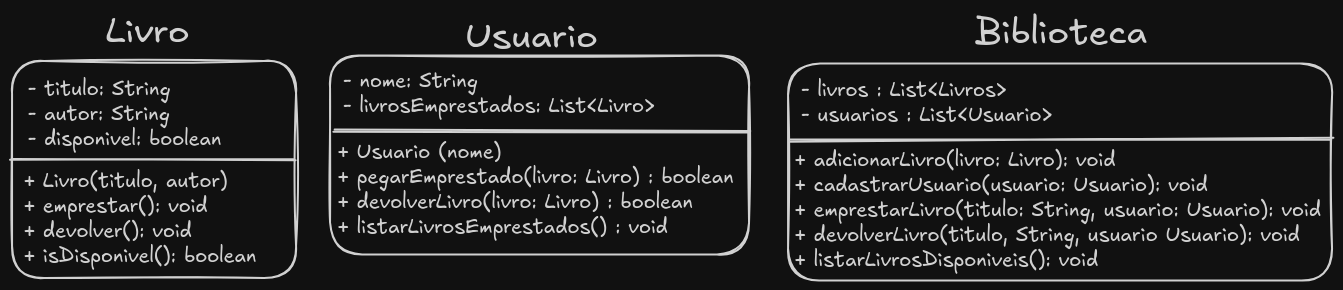 Livro
- titulo: String
- autor: String
- disponivel: boolean
+ Livro(titulo, autor)
+ emprestar(): void
+ devolver(): void
+ isDisponivel(): boolean
Usuario
- nome: String
- livrosEmprestados: List<Livro>
+ Usuario (nome)
+ pegarEmprestado(livro: Livro) : boolean
+ devolverLivro(livro: Livro) : boolean
+ listarLivrosEmprestados() : void
Biblioteca
- livros : List<Livros>
- usuarios : List<Usuario>
+ adicionarLivro(livro: Livro): void
+ cadastrarUsuario(usuario: Usuario): void
+ emprestarLivro(titulo: String, usuario: Usuario): void
+ devolverLivro(titulo, String, usuario Usuario): void
+ listarLivrosDisponiveis(): void